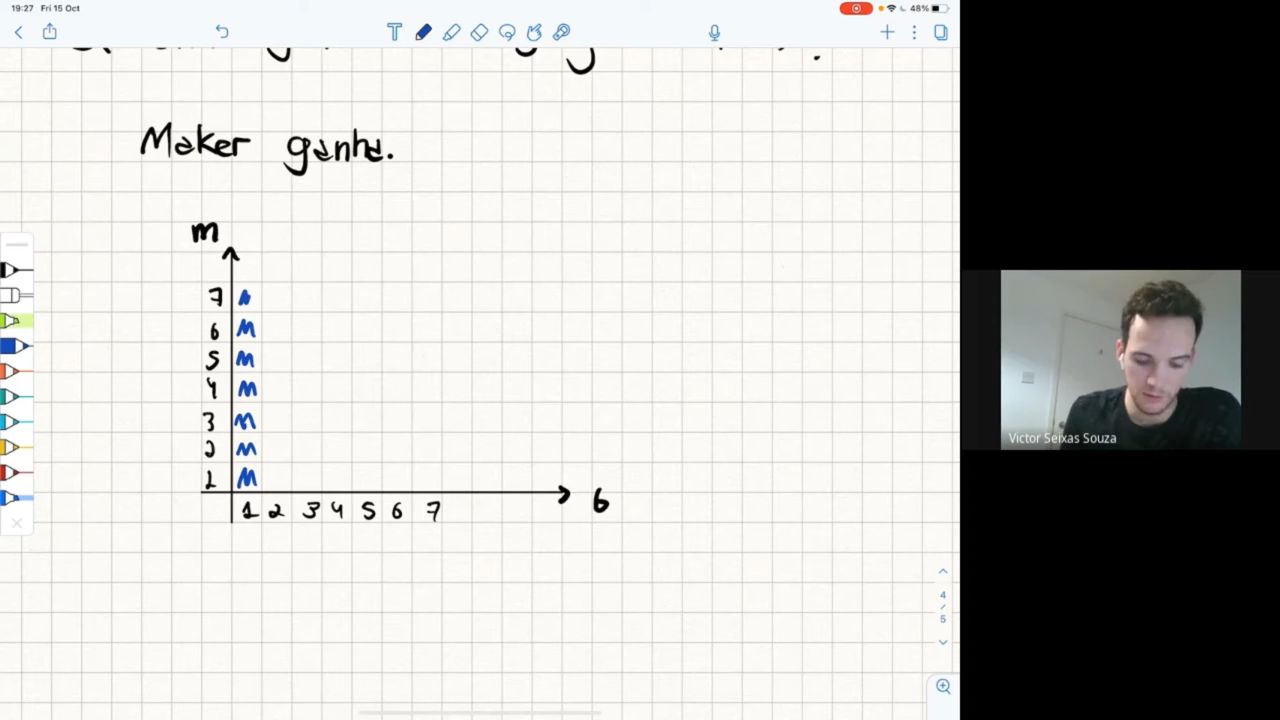 19:27 Fri 15 Oct
48%
Maker ganha.
m
7 M
6 M
5 M
4 M
3 M
2 M
1 M
1 2 3 4 5 6 7
b
4
/
5
Victor Seixas Souza